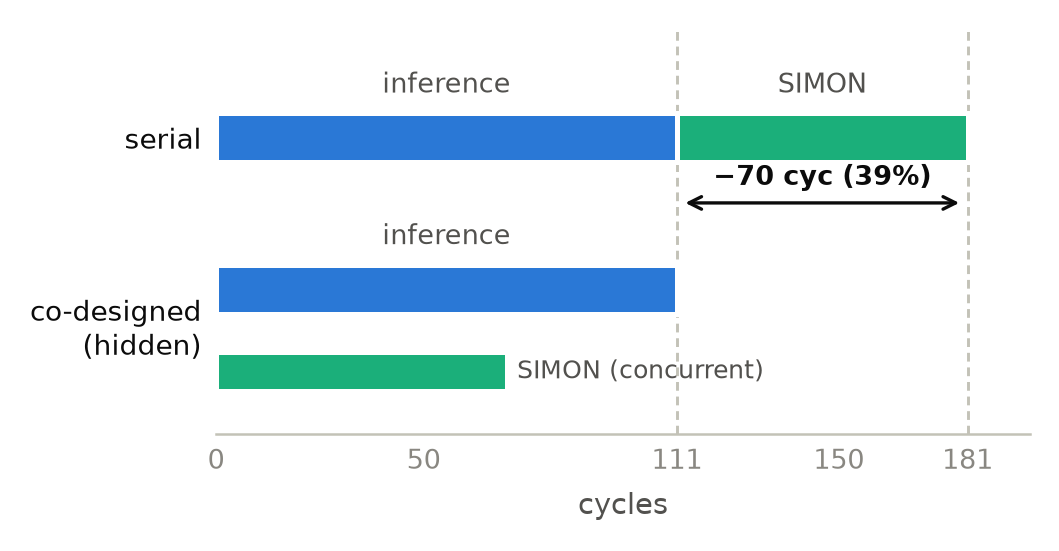 inference
SIMON
serial
−70 cyc (39%)
inference
co-designed
(hidden)
SIMON (concurrent)
0 50 111 150 181
cycles